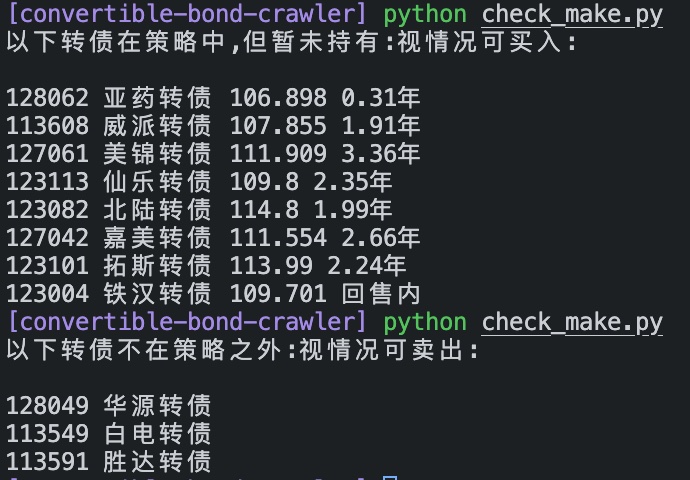 [convertible-bond-crawler] python check_make.py
以下转债在策略中,但暂未持有:视情况可买入:
128062 亚药转债 106.898 0.31年
113608 威派转债 107.855 1.91年
127061 美锦转债 111.909 3.36年
123113 仙乐转债 109.8 2.35年
123082 北陆转债 114.8 1.99年
127042 嘉美转债 111.554 2.66年
123101 拓斯转债 113.99 2.24年
123004 铁汉转债 109.701 回售内
[convertible-bond-crawler] python check_make.py
以下转债不在策略之外:视情况可卖出:
128049 华源转债
113549 白电转债
113591 胜达转债